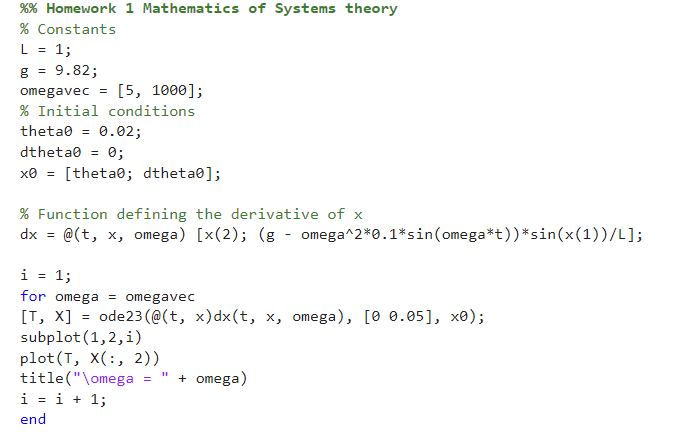 %% Homework 1 Mathematics of Systems theory
% Constants
L = 1;
g = 9.82;
omegavec = [5, 1000];
% Initial conditions
theta0 = 0.02;
dtheta0 = 0;
x0 = [theta0; dtheta0];
% Function defining the derivative of x
dx = @(t, x, omega) [x(2); (g - omega^2*0.1*sin(omega*t))*sin(x(1))/L];
i = 1;
for omega = omegavec
[T, X] = ode23(@(t, x)dx(t, x, omega), [0 0.05], x0);
subplot(1,2,i)
plot(T, X(:, 2))
title("\omega = " + omega)
i = i + 1;
end